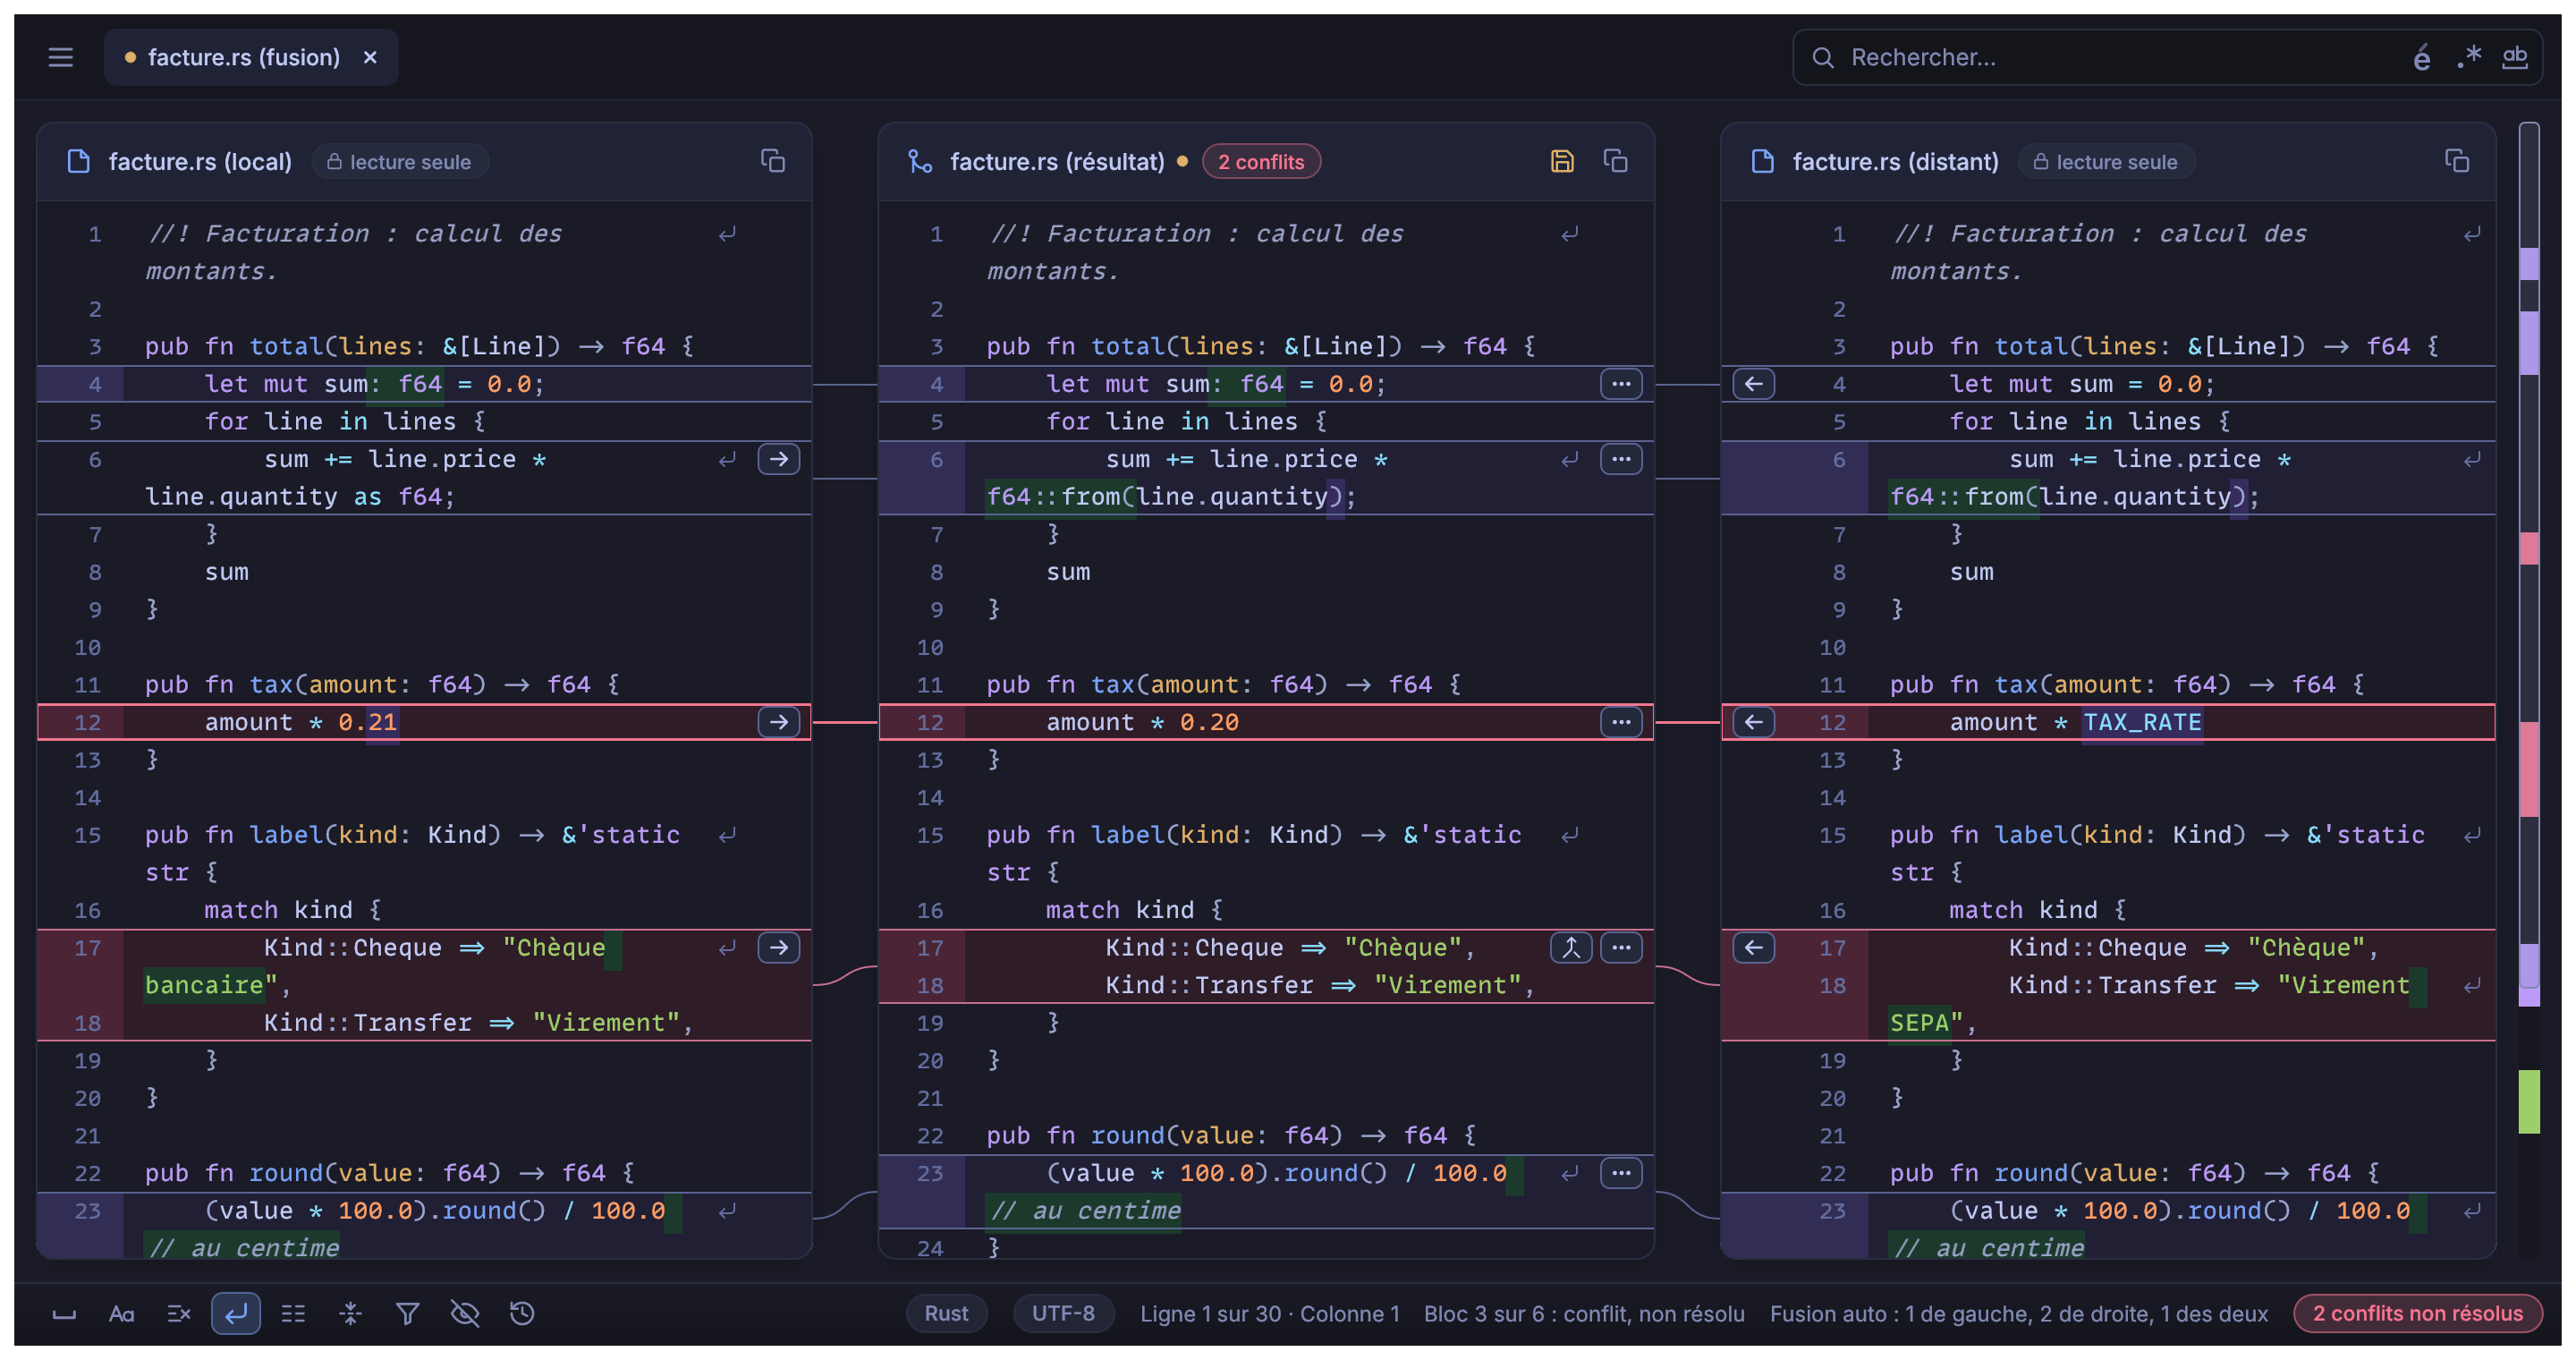 facture.rs (fusion)
Rechercher...
é .* ab
facture.rs (local) lecture seule
1 //! Facturation : calcul des
montants.
2
3 pub fn total(lines: &[Line]) -> f64 {
4 let mut sum: f64 = 0.0;
5 for line in lines {
6 sum += line.price *
line.quantity as f64;
7 }
8 sum
9 }
10
11 pub fn tax(amount: f64) -> f64 {
12 amount * 0.21
13 }
14
15 pub fn label(kind: Kind) -> &'static
str {
16 match kind {
17 Kind::Cheque => "Chèque
bancaire",
18 Kind::Transfer => "Virement",
19 }
20 }
21
22 pub fn round(value: f64) -> f64 {
23 (value * 100.0).round() / 100.0
// au centime
facture.rs (résultat) 2 conflits
1 //! Facturation : calcul des
montants.
2
3 pub fn total(lines: &[Line]) -> f64 {
4 let mut sum: f64 = 0.0;
5 for line in lines {
6 sum += line.price *
f64::from(line.quantity);
7 }
8 sum
9 }
10
11 pub fn tax(amount: f64) -> f64 {
12 amount * 0.20
13 }
14
15 pub fn label(kind: Kind) -> &'static
str {
16 match kind {
17 Kind::Cheque => "Chèque",
18 Kind::Transfer => "Virement",
19 }
20 }
21
22 pub fn round(value: f64) -> f64 {
23 (value * 100.0).round() / 100.0
// au centime
24 }
facture.rs (distant) lecture seule
1 //! Facturation : calcul des
montants.
2
3 pub fn total(lines: &[Line]) -> f64 {
4 let mut sum = 0.0;
5 for line in lines {
6 sum += line.price *
f64::from(line.quantity);
7 }
8 sum
9 }
10
11 pub fn tax(amount: f64) -> f64 {
12 amount * TAX_RATE
13 }
14
15 pub fn label(kind: Kind) -> &'static
str {
16 match kind {
17 Kind::Cheque => "Chèque",
18 Kind::Transfer => "Virement
SEPA",
19 }
20 }
21
22 pub fn round(value: f64) -> f64 {
23 (value * 100.0).round() / 100.0
// au centime
Aa
Rust UTF-8 Ligne 1 sur 30 · Colonne 1 Bloc 3 sur 6 : conflit, non résolu Fusion auto : 1 de gauche, 2 de droite, 1 des deux 2 conflits non résolus